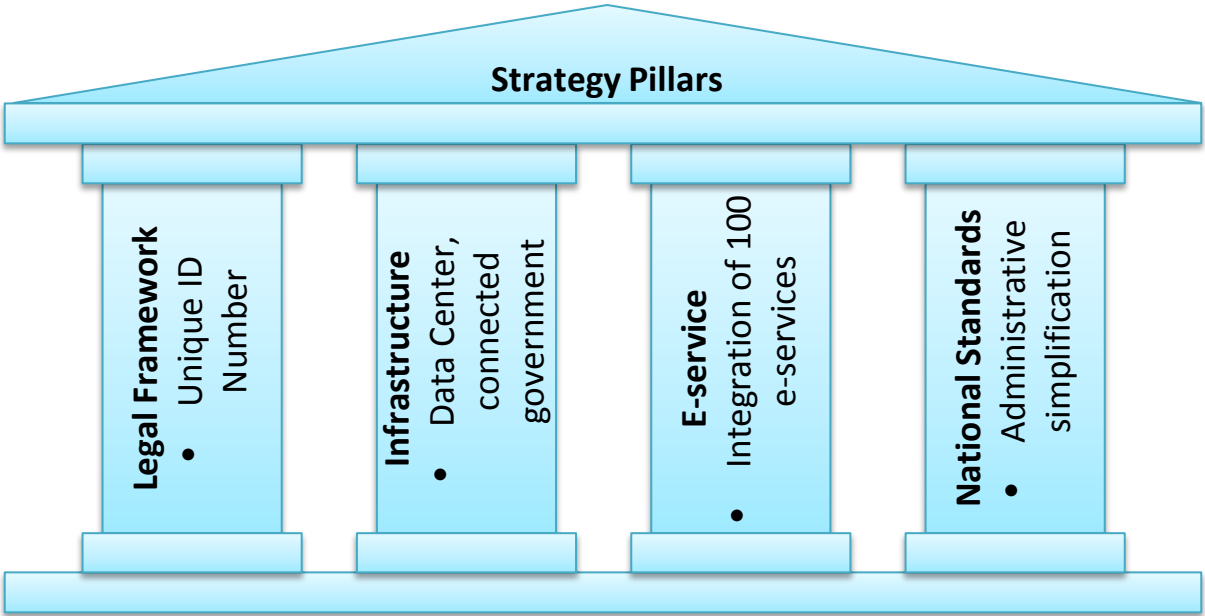 Strategy Pillars
Legal Framework
• Unique ID
Number
Infrastructure
• Data Center,
connected
government
E-service
• Integration of 100
e-services
National Standards
• Administrative
simplification